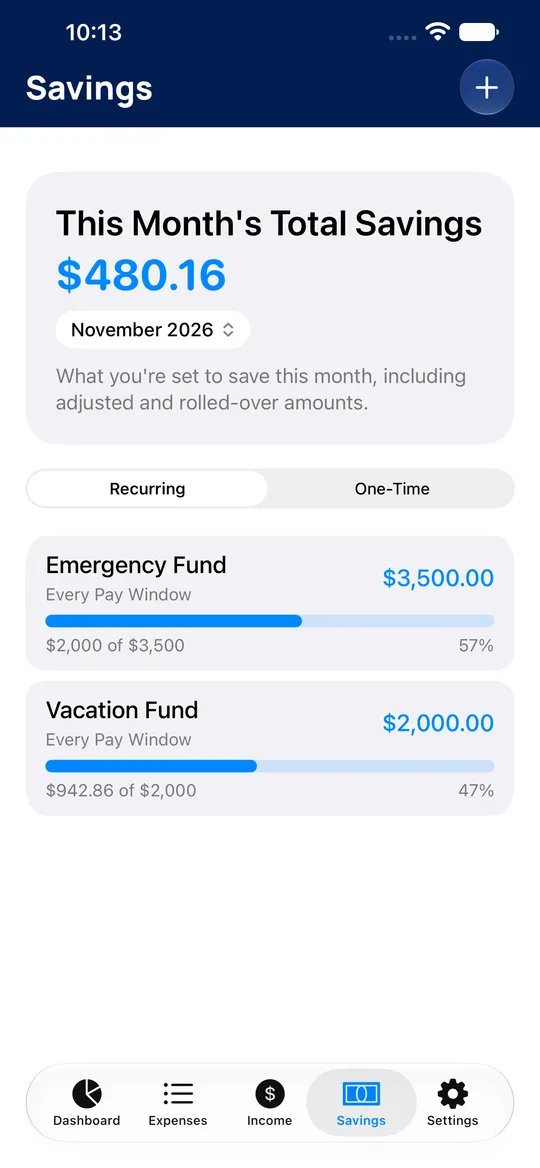 10:13
Savings
This Month's Total Savings
$480.16
November 2026
What you're set to save this month, including
adjusted and rolled-over amounts.
Recurring
One-Time
Emergency Fund
$3,500.00
Every Pay Window
$2,000 of $3,500
57%
Vacation Fund
$2,000.00
Every Pay Window
$942.86 of $2,000
47%
Dashboard
Expenses
Income
Savings
Settings